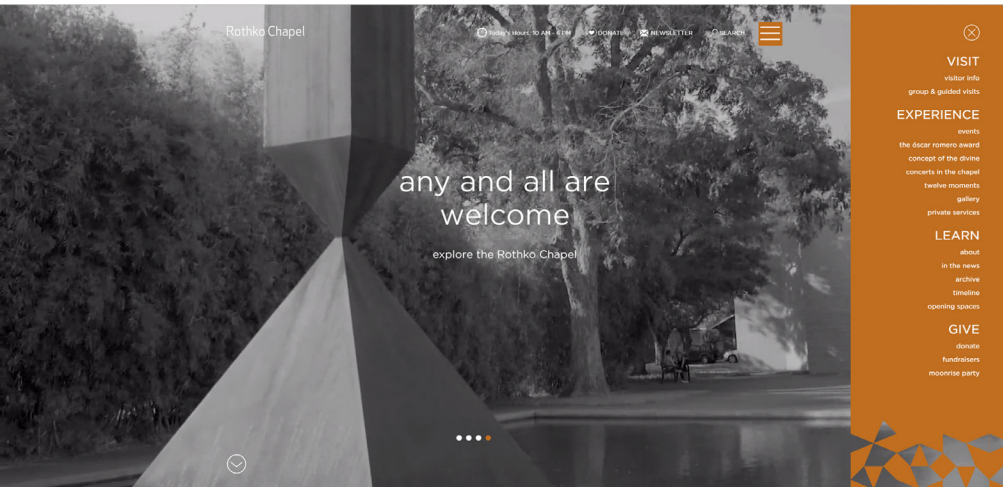 Rothko Chapel
Today's Hours: 10 AM - 6 PM
DONATE
NEWSLETTER
SEARCH
any and all are
welcome
explore the Rothko Chapel
VISIT
visitor info
group & guided visits
EXPERIENCE
events
the óscar romero award
concept of the divine
concerts in the chapel
twelve moments
gallery
private services
LEARN
about
in the news
archive
timeline
opening spaces
GIVE
donate
fundraisers
moonrise party